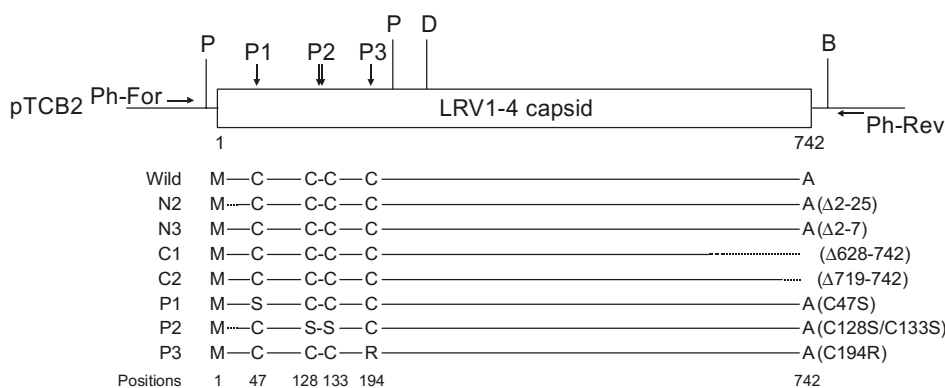 P D B
P P1 P2 P3
pTCB2 Ph-For LRV1-4 capsid Ph-Rev
1 742
Wild M C C-C C A
N2 M C C-C C A (Δ2-25)
N3 M C C-C C A (Δ2-7)
C1 M C C-C C (Δ628-742)
C2 M C C-C C (Δ719-742)
P1 M S C-C C A (C47S)
P2 M C S-S C A (C128S/C133S)
P3 M C C-C R A (C194R)
Positions 1 47 128 133 194 742